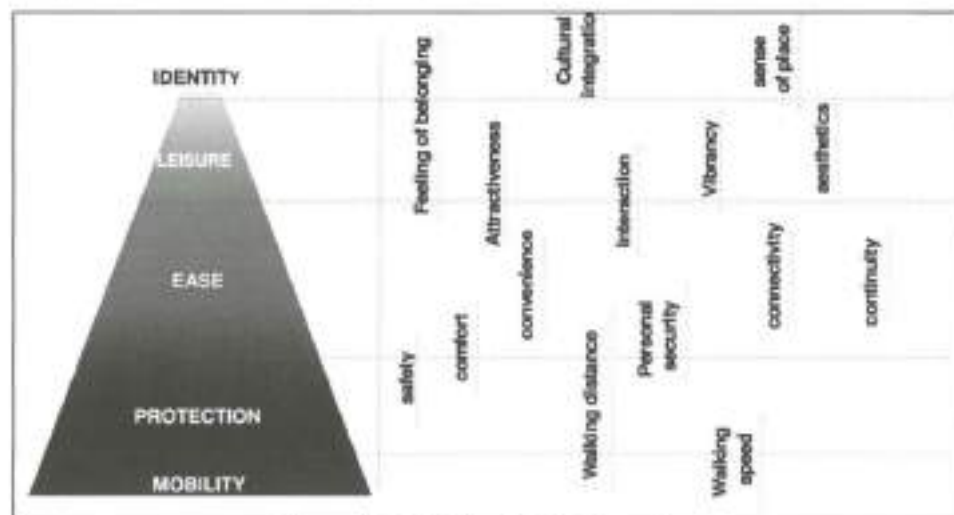 IDENTITY
LEISURE
EASE
PROTECTION
MOBILITY
Feeling of belonging
Cultural
integratio
sense
of place
Attractiveness
Interaction
Vibrancy
aesthetics
convenience
connectivity
continuity
safety
comfort
Walking distance
Personal
security
Walking
speed